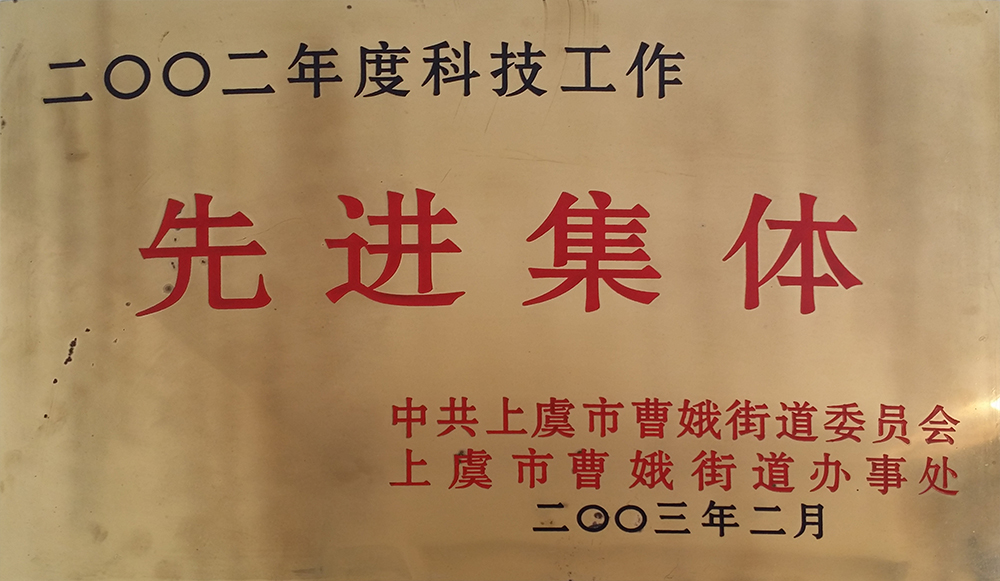 二〇〇二年度科技工作
先进集体
中共上虞市曹娥街道委员会
上虞市曹娥街道办事处
二〇〇三年二月